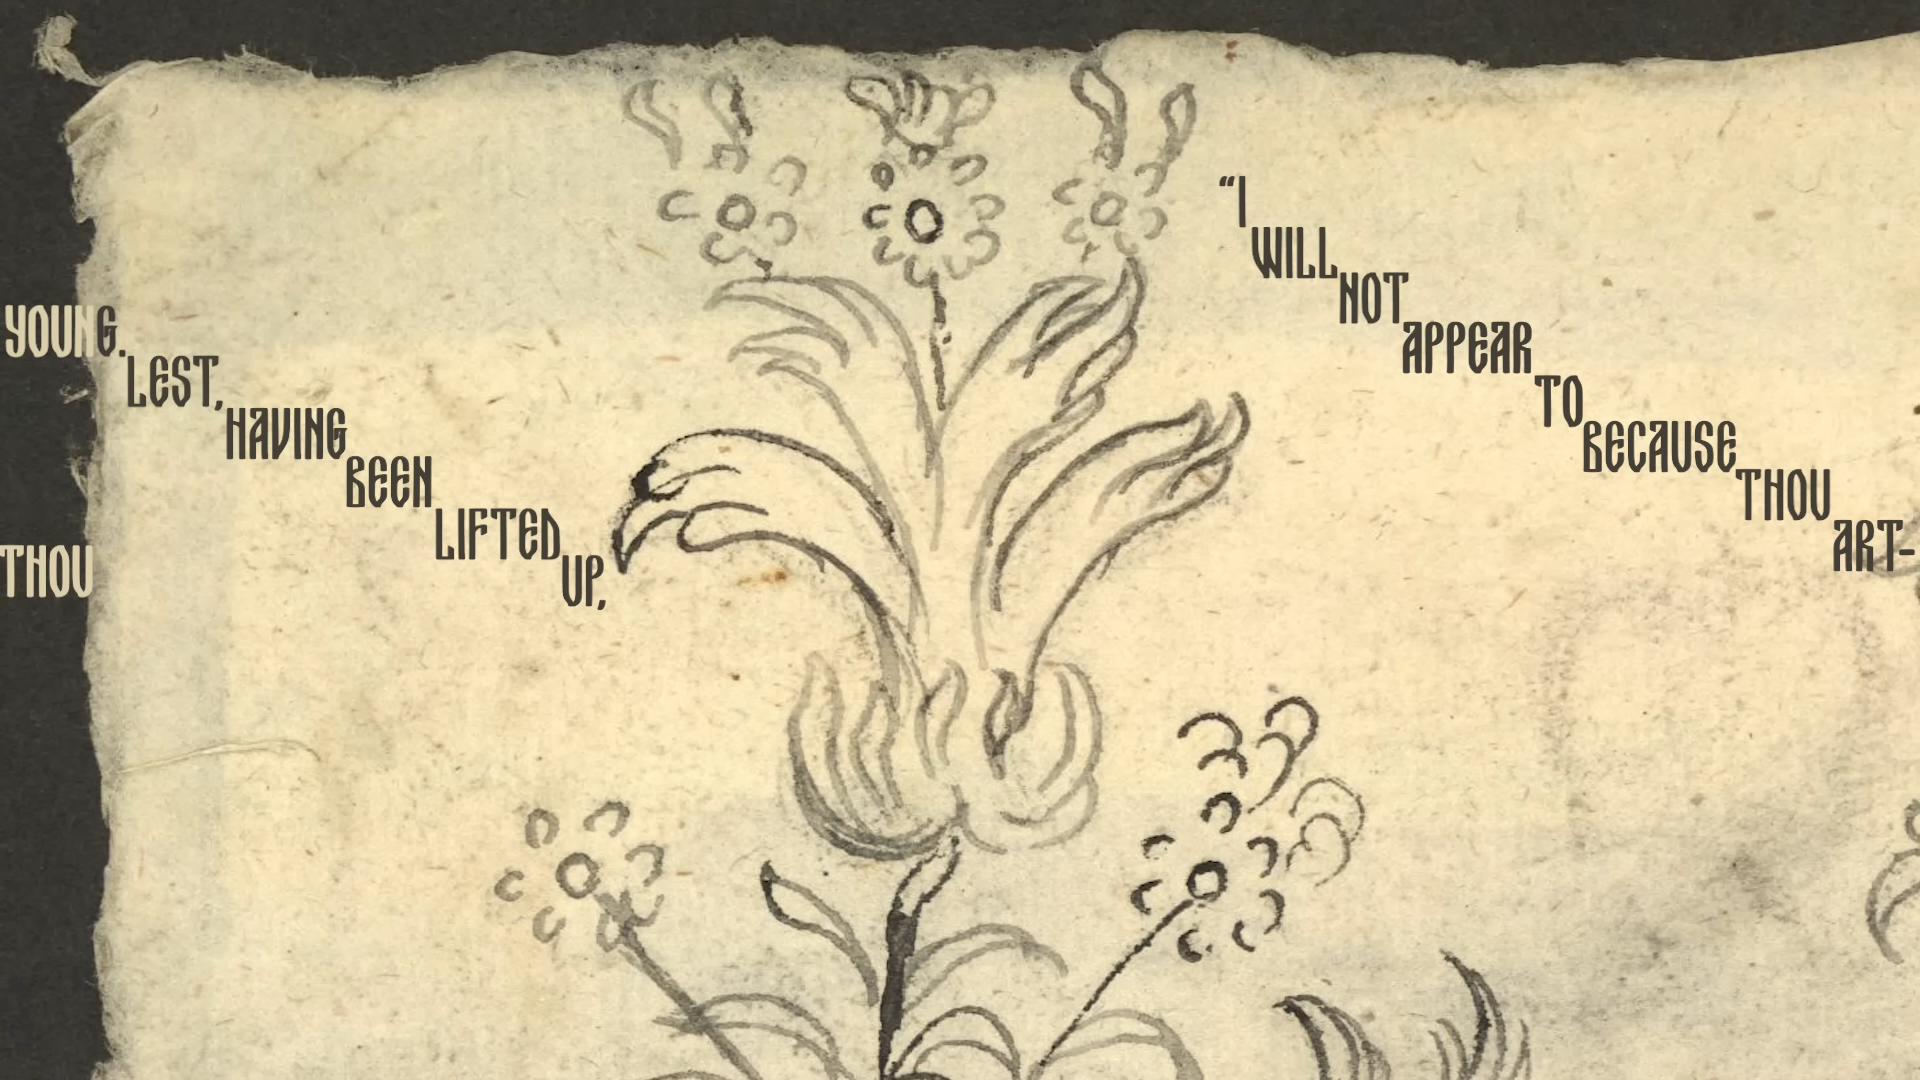 “I WILL NOT APPEAR TO BECAUSE THOU ART-
YOUNG. LEST, HAVING BEEN LIFTED UP,
THOU